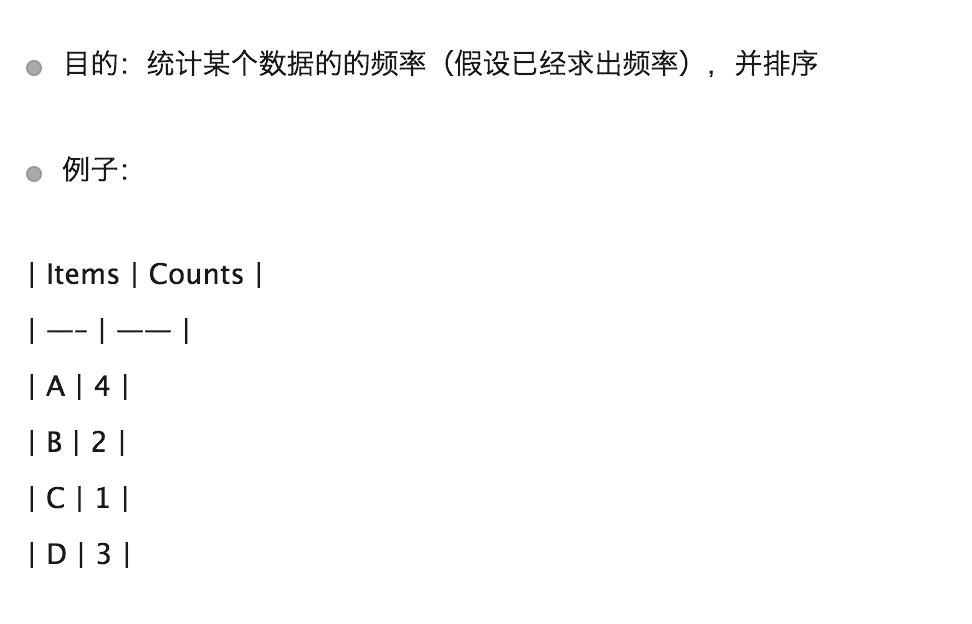 目的：统计某个数据的的频率（假设已经求出频率），并排序
例子：
| Items | Counts |
| —- | —— |
| A | 4 |
| B | 2 |
| C | 1 |
| D | 3 |